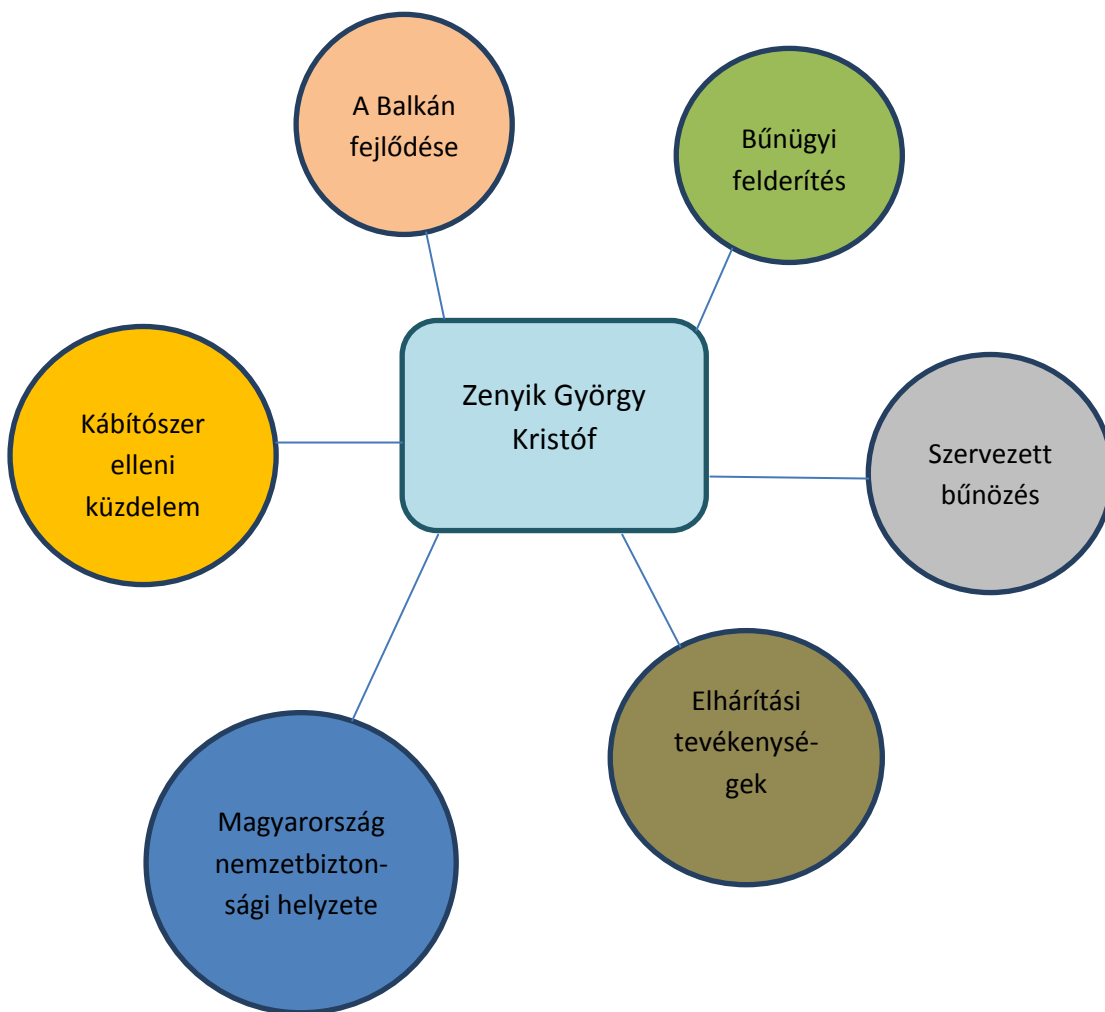 A Balkán
fejlődése
Bűnügyi
felderítés
Zenyik György
Kristóf
Kábítószer
elleni
küzdelem
Szervezett
bűnözés
Elhárítási
tevékenysé-
gek
Magyarország
nemzetbizton-
sági helyzete